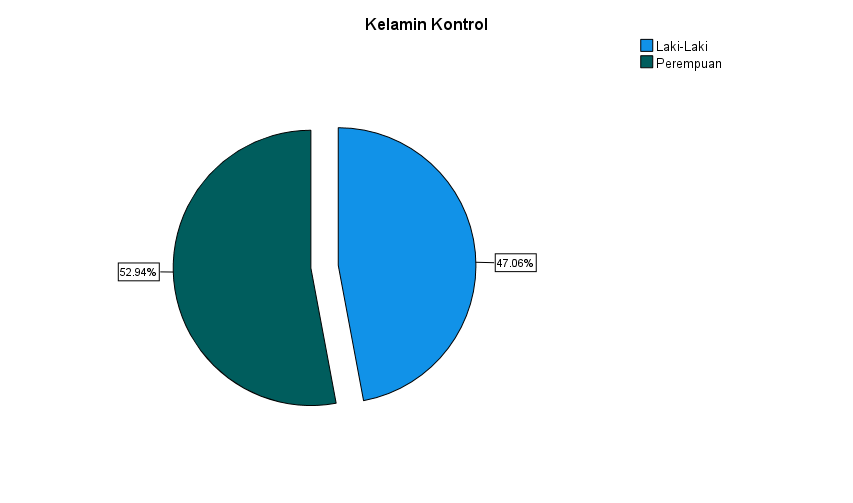 Kelamin Kontrol
Laki-Laki
Perempuan
52.94%
47.06%